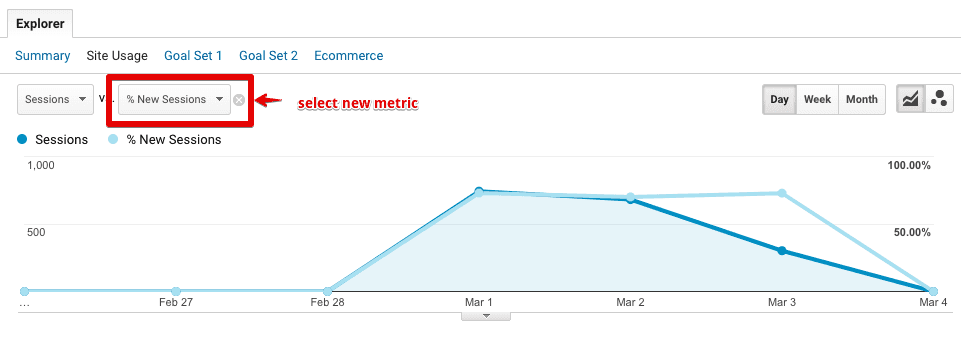 Explorer
Summary Site Usage Goal Set 1 Goal Set 2 Ecommerce
Sessions % New Sessions select new metric Day Week Month
Sessions % New Sessions
1,000 100.00%
500 50.00%
... Feb 27 Feb 28 Mar 1 Mar 2 Mar 3 Mar 4